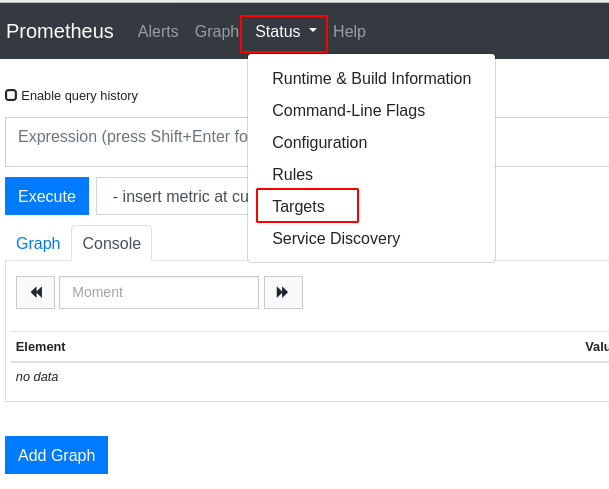 Prometheus Alerts Graph Status Help
Runtime & Build Information
Enable query history
Command-Line Flags
Expression (press Shift+Enter fo
Configuration
Rules
Execute - insert metric at cu
Targets
Graph Console
Service Discovery
Moment
Element Valu
no data
Add Graph